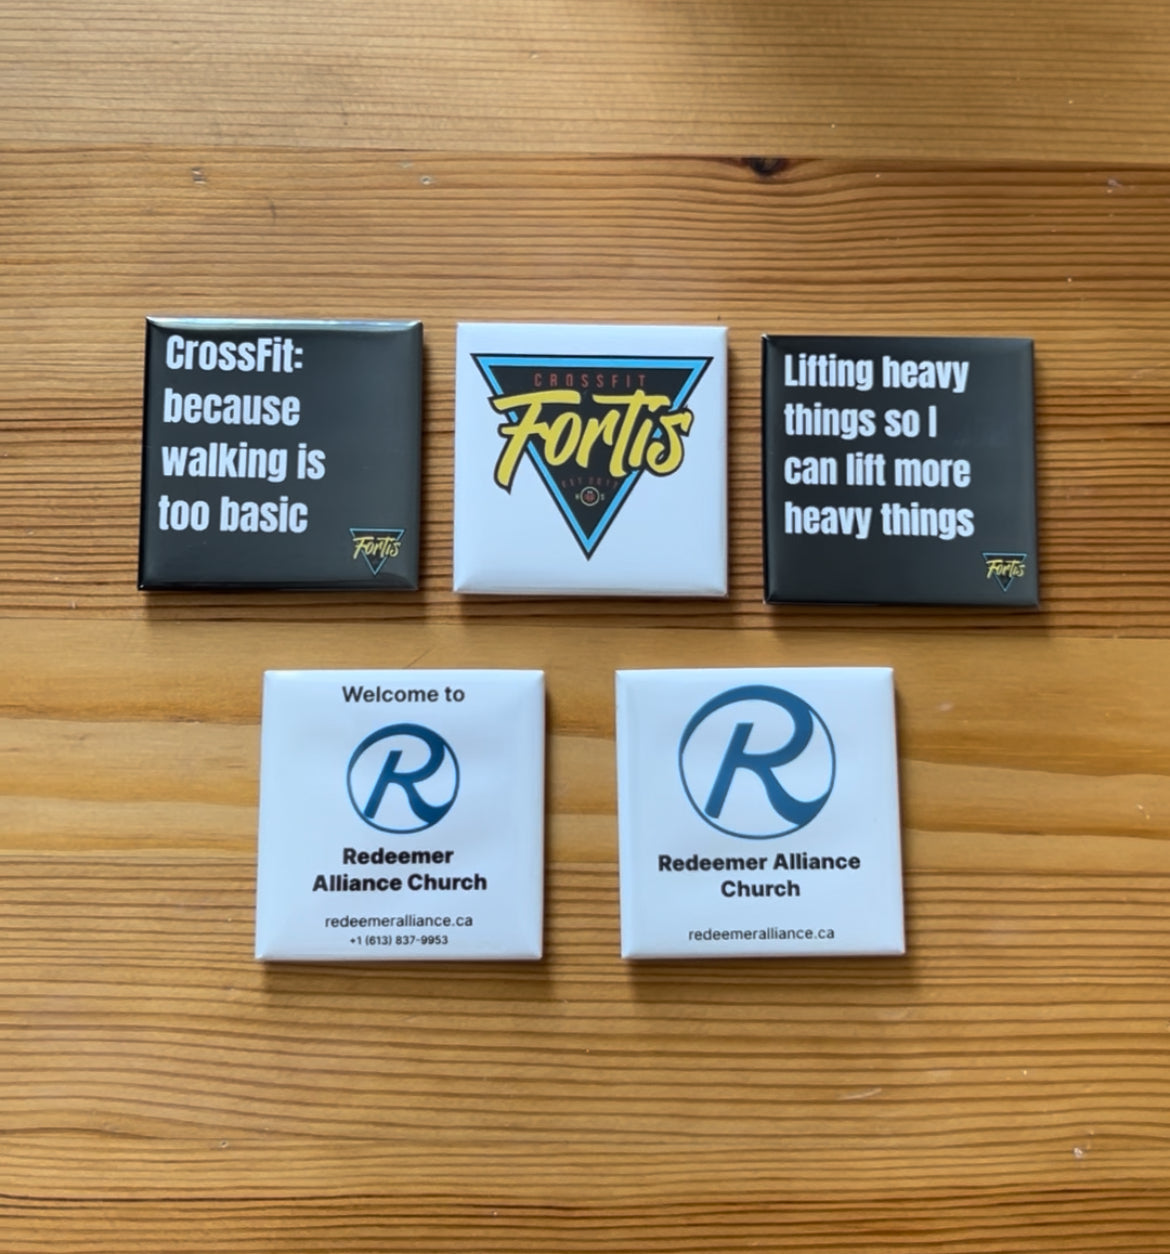 CrossFit:
because
walking is
too basic
Fortis
CROSSFIT
Fortis
Lifting heavy
things so I
can lift more
heavy things
Fortis
Welcome to
R
Redeemer
Alliance Church
redeemeralliance.ca
+1 (613) 837-9953
R
Redeemer Alliance
Church
redeemeralliance.ca